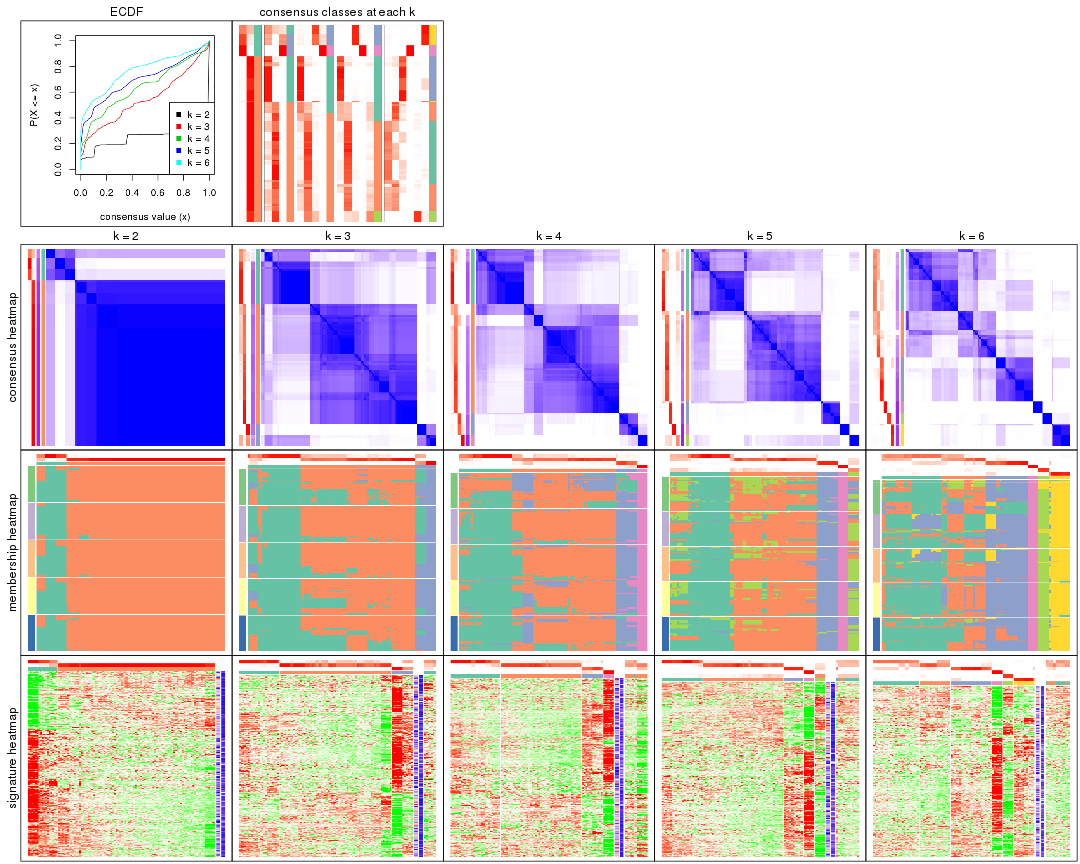 ECDF
consensus classes at each k
P(X <= x)
0.0 0.2 0.4 0.6 0.8 1.0
k = 2
k = 3
k = 4
k = 5
k = 6
0.0 0.2 0.4 0.6 0.8 1.0
consensus value (x)
k = 2 k = 3 k = 4 k = 5 k = 6
consensus heatmap
membership heatmap
signature heatmap